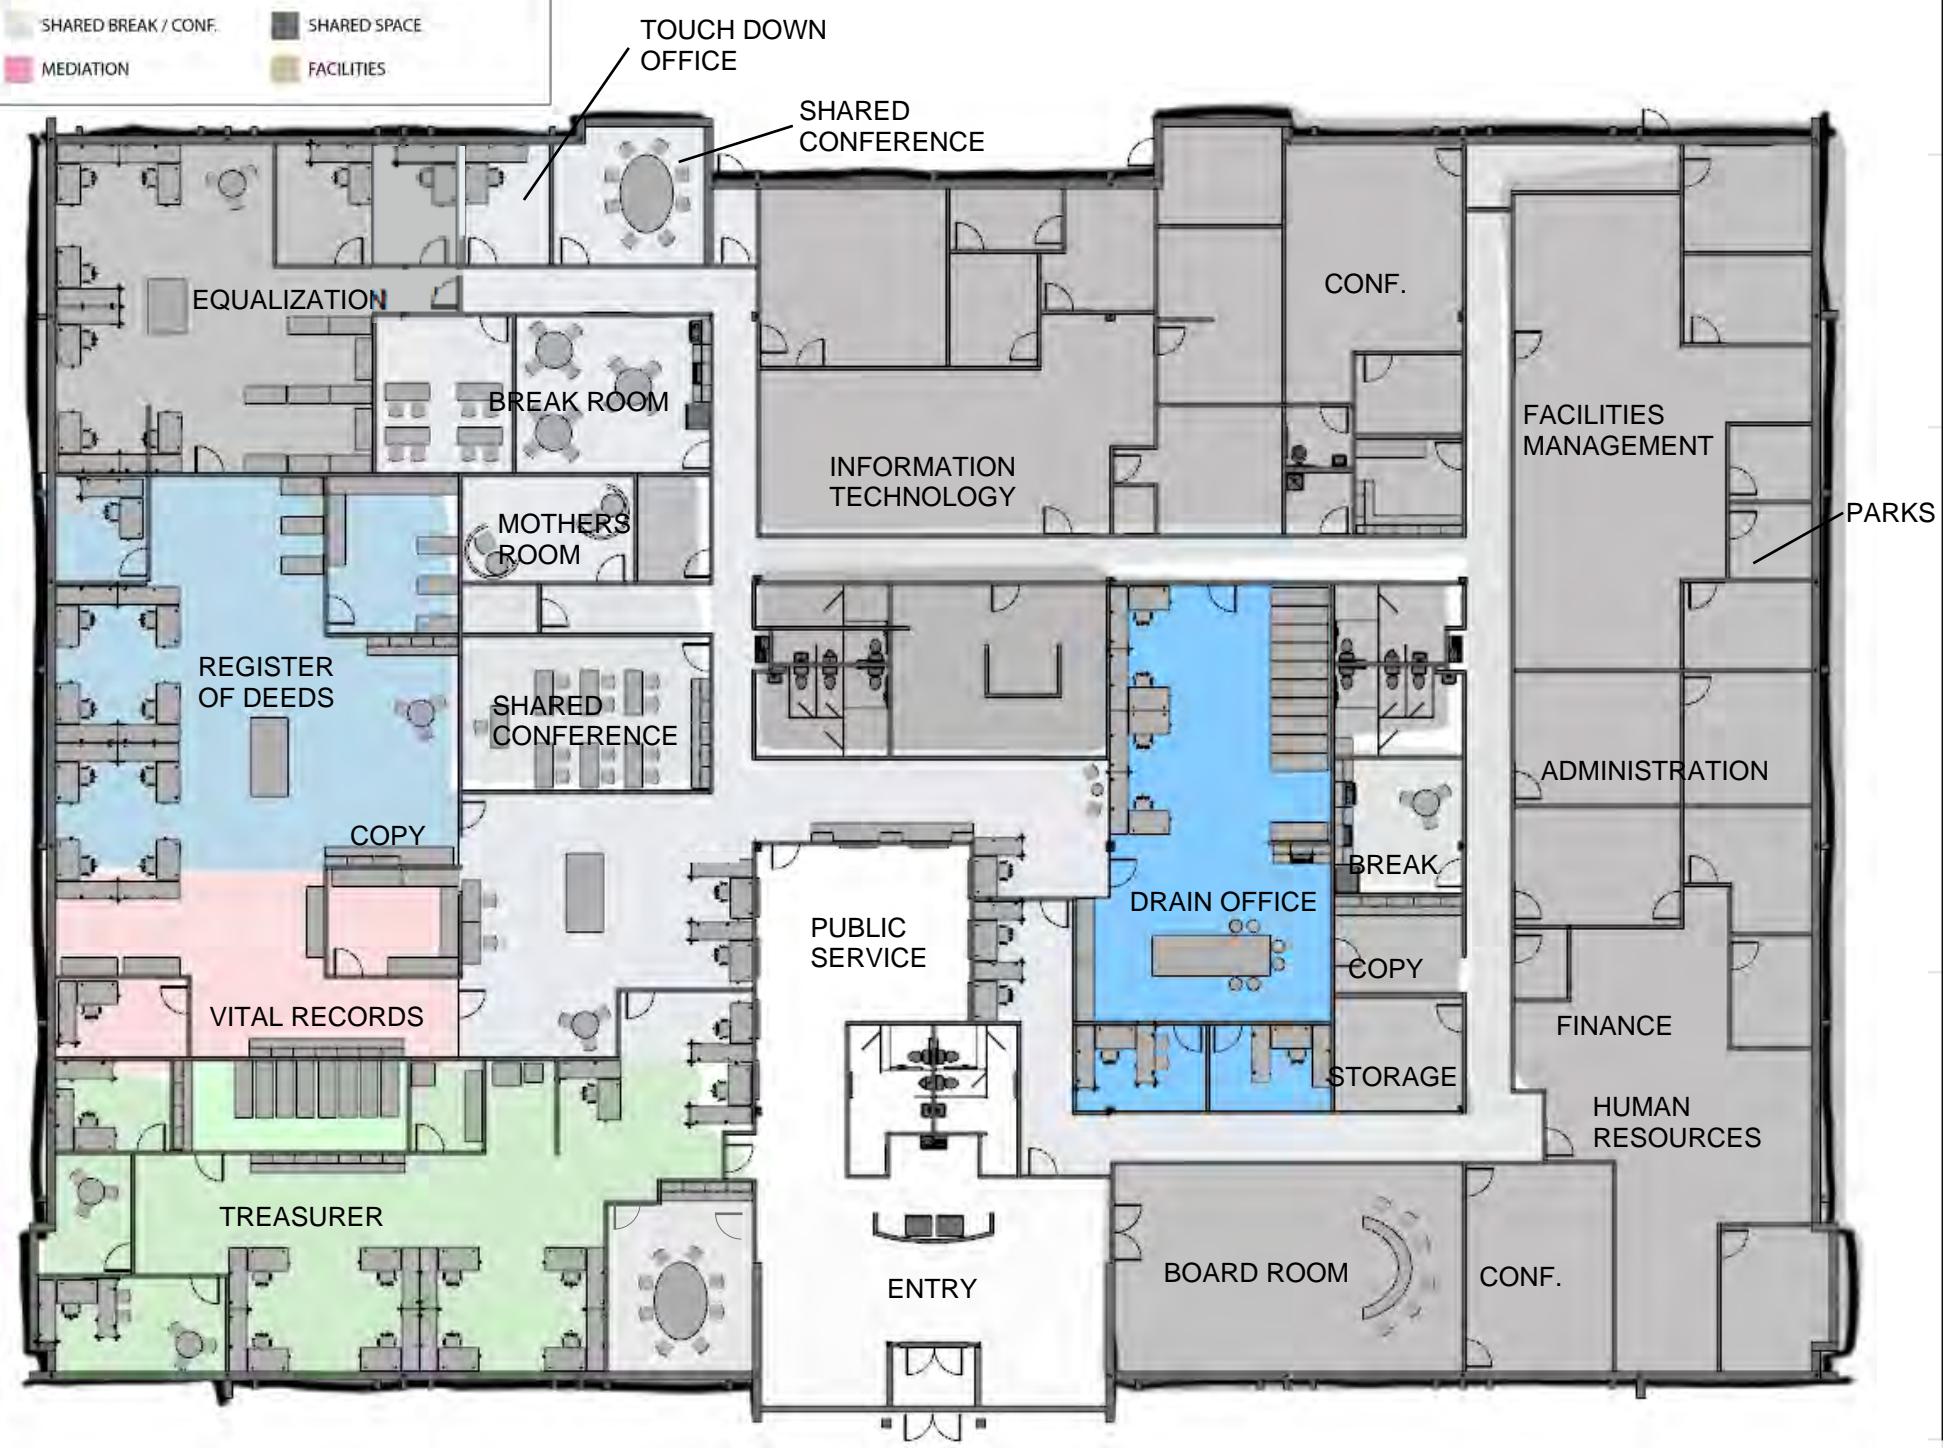 SHARED BREAK / CONF.
SHARED SPACE
MEDIATION
FACILITIES
TOUCH DOWN
OFFICE
SHARED
CONFERENCE
EQUALIZATION
CONF.
BREAK ROOM
FACILITIES
MANAGEMENT
INFORMATION
TECHNOLOGY
MOTHERS
ROOM
PARKS
REGISTER
OF DEEDS
SHARED
CONFERENCE
ADMINISTRATION
COPY
BREAK
DRAIN OFFICE
PUBLIC
SERVICE
COPY
VITAL RECORDS
FINANCE
STORAGE
HUMAN
RESOURCES
TREASURER
BOARD ROOM
CONF.
ENTRY